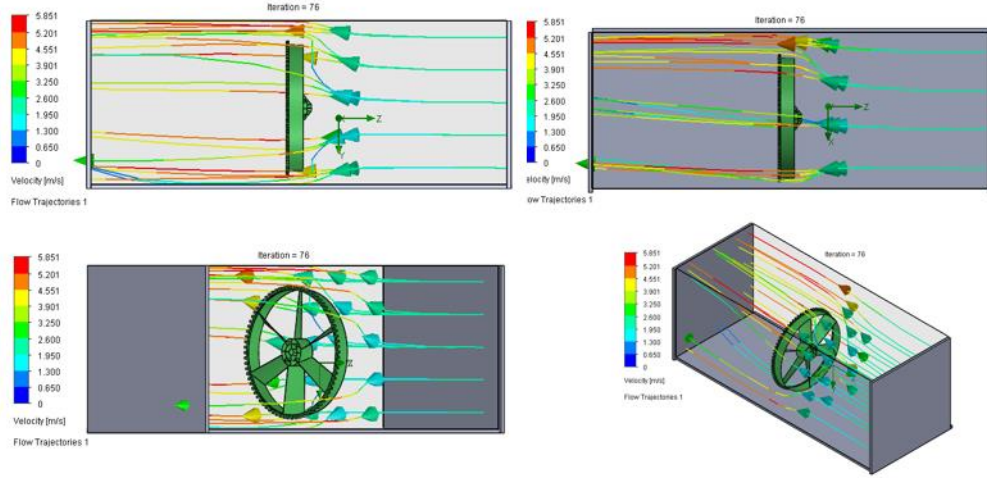 Iteration = 76
5.851
5.201
4.551
3.901
3.250
2.600
1.950
1.300
0.650
0
Velocity [m/s]
Flow Trajectories 1
Z
Y
Iteration = 76
5.851
5.201
4.551
3.901
3.250
2.600
1.950
1.300
0.650
0
elocity [m/s]
ow Trajectories 1
Z
X
Iteration = 76
5.851
5.201
4.551
3.901
3.250
2.600
1.950
1.300
0.650
0
Velocity [m/s]
Flow Trajectories 1
Iteration = 76
5.851
5.201
4.551
3.901
3.250
2.600
1.950
1.300
0.650
0
Velocity [m/s]
Flow Trajectories 1